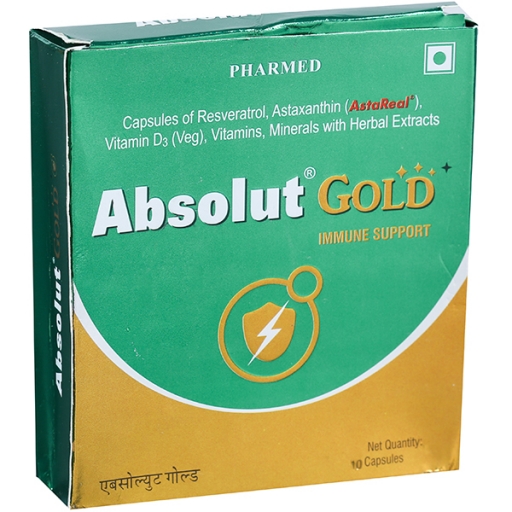 PHARMED
Capsules of Resveratrol, Astaxanthin (AstaReal®),
Vitamin D3 (Veg), Vitamins, Minerals with Herbal Extracts
Absolut® GOLD
IMMUNE SUPPORT
Net Quantity:
10 Capsules
एबसोल्युट गोल्ड
Absolut GOLD